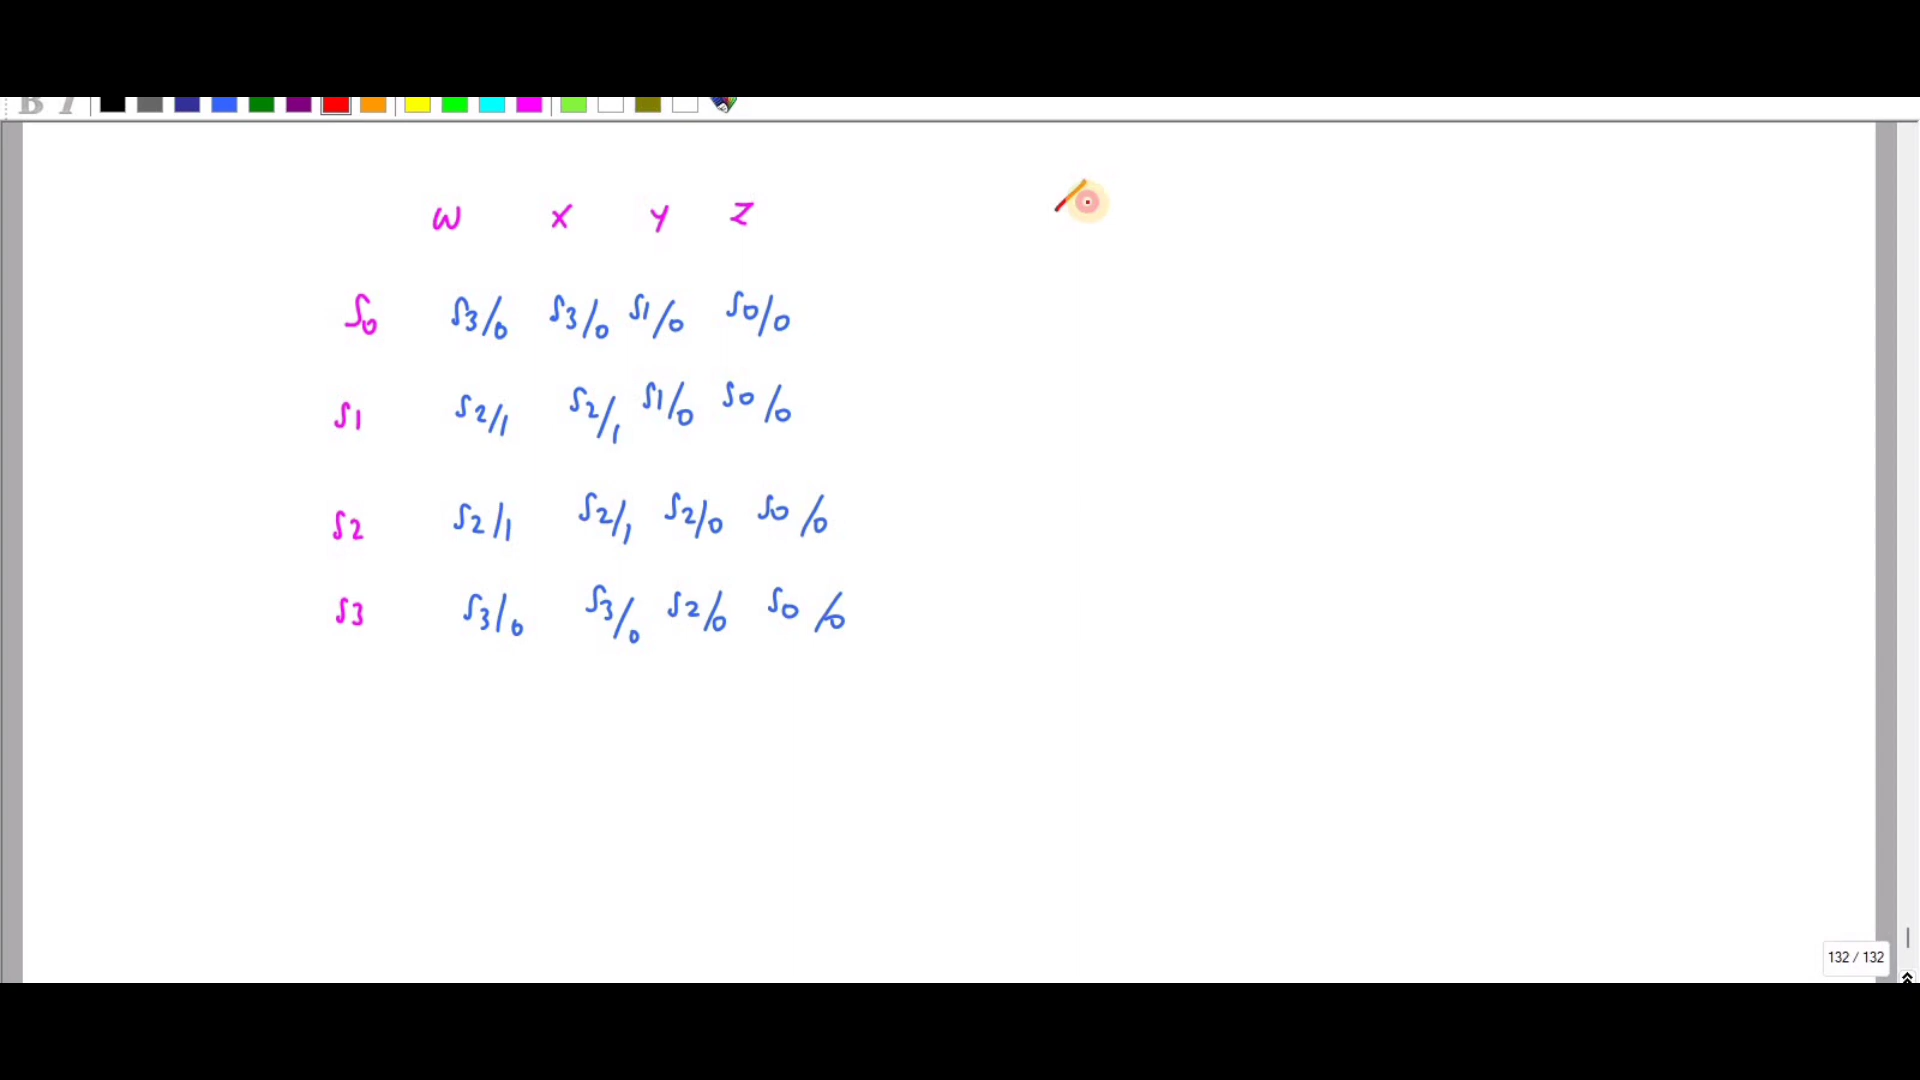 B I
W X Y Z
S0 S3/0 S3/0 S1/0 S0/0
S1 S2/1 S2/1 S1/0 S0/0
S2 S2/1 S2/1 S2/0 S0/0
S3 S3/0 S3/0 S2/0 S0/0
132 / 132